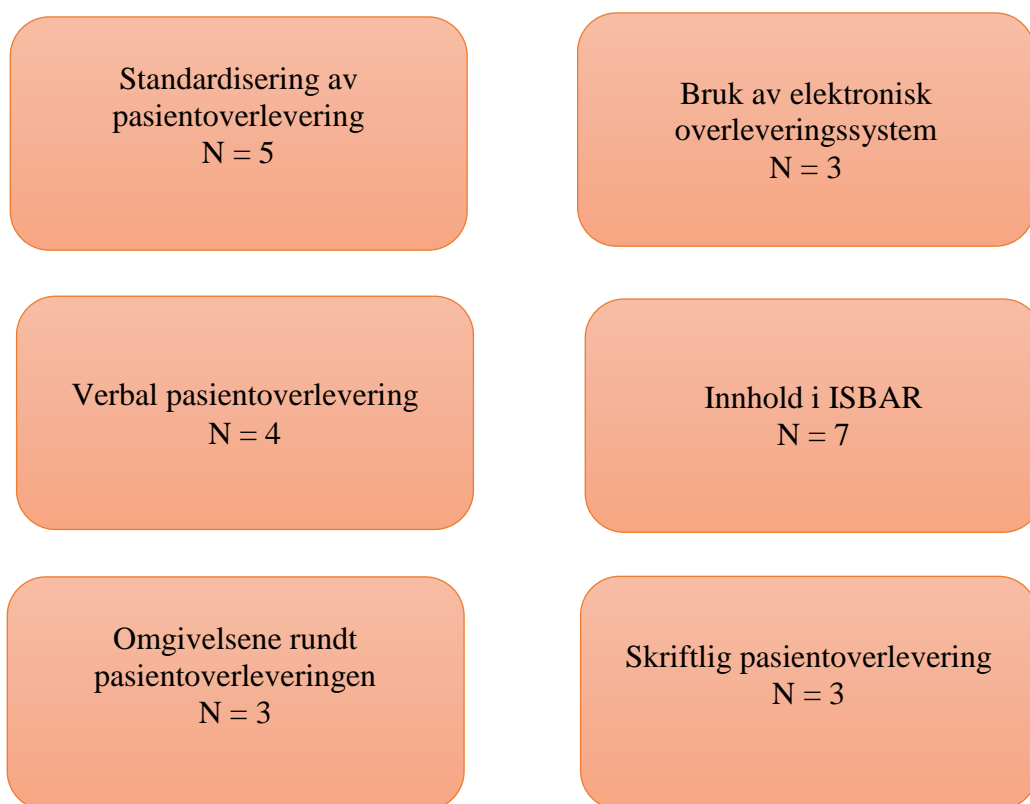 Standardisering av
pasientoverlevering
N = 5
Bruk av elektronisk
overleveringssystem
N = 3
Verbal pasientoverlevering
N = 4
Innhold i ISBAR
N = 7
Omgivelsene rundt
pasientoverleveringen
N = 3
Skriftlig pasientoverlevering
N = 3